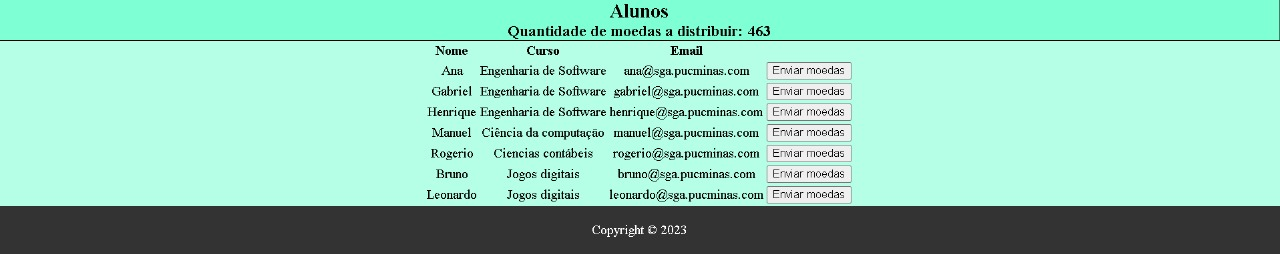 Alunos
Quantidade de moedas a distribuir: 463
Nome Curso Email
Ana Engenharia de Software ana@sga.pucminas.com Enviar moedas
Gabriel Engenharia de Software gabriel@sga.pucminas.com Enviar moedas
Henrique Engenharia de Software henrique@sga.pucminas.com Enviar moedas
Manuel Ciência da computação manuel@sga.pucminas.com Enviar moedas
Rogerio Ciencias contábeis rogerio@sga.pucminas.com Enviar moedas
Bruno Jogos digitais bruno@sga.pucminas.com Enviar moedas
Leonardo Jogos digitais leonardo@sga.pucminas.com Enviar moedas
Copyright © 2023